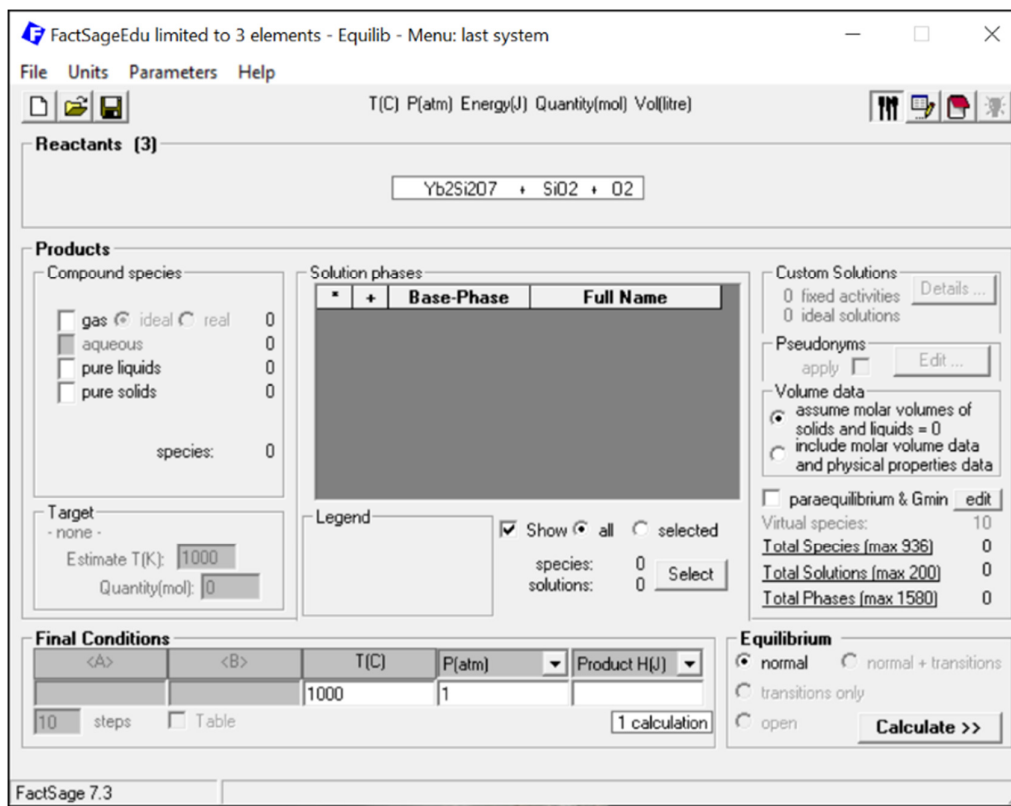 FactSageEdu limited to 3 elements - Equilib - Menu: last system
File Units Parameters Help
T(C) P(atm) Energy(J) Quantity(mol) Vol(litre)
Reactants (3)
Yb2Si2O7 + SiO2 + O2
Products
Compound species
gas ideal real 0
aqueous 0
pure liquids 0
pure solids 0
species: 0
Target
- none -
Estimate T(K): 1000
Quantity(mol): 0
Solution phases
* + Base-Phase Full Name
Legend
Show all selected
species: 0
solutions: 0
Select
Custom Solutions
0 fixed activities
0 ideal solutions
Details ...
Pseudonyms
apply Edit ...
Volume data
assume molar volumes of
solids and liquids = 0
include molar volume data
and physical properties data
paraequilibrium & Gmin edit
Virtual species: 10
Total Species (max 936) 0
Total Solutions (max 200) 0
Total Phases (max 1580) 0
Final Conditions
<A> <B> T(C) P(atm) Product H(J)
1000 1
10 steps Table 1 calculation
Equilibrium
normal normal + transitions
transitions only
open Calculate >>
FactSage 7.3